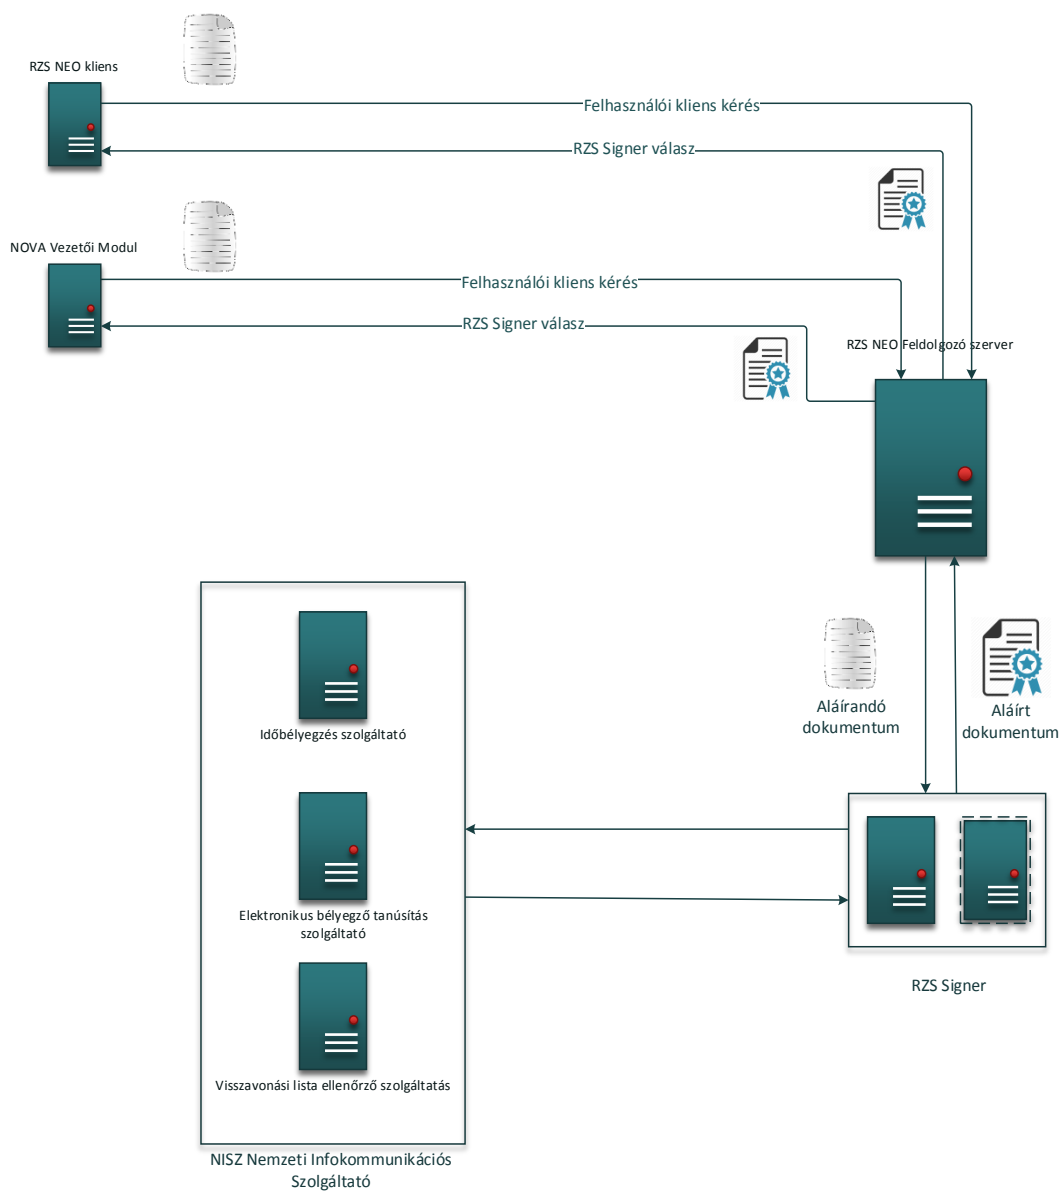 RZS NEO kliens
Felhasználói kliens kérés
RZS Signer válasz
NOVA Vezetői Modul
Felhasználói kliens kérés
RZS Signer válasz
RZS NEO Feldolgozó szerver
Aláírandó
dokumentum
Aláírt
dokumentum
Időbélyegzés szolgáltató
Elektronikus bélyegző tanúsítás
szolgáltató
Visszavonási lista ellenőrző szolgáltatás
RZS Signer
NISZ Nemzeti Infokommunikációs
Szolgáltató